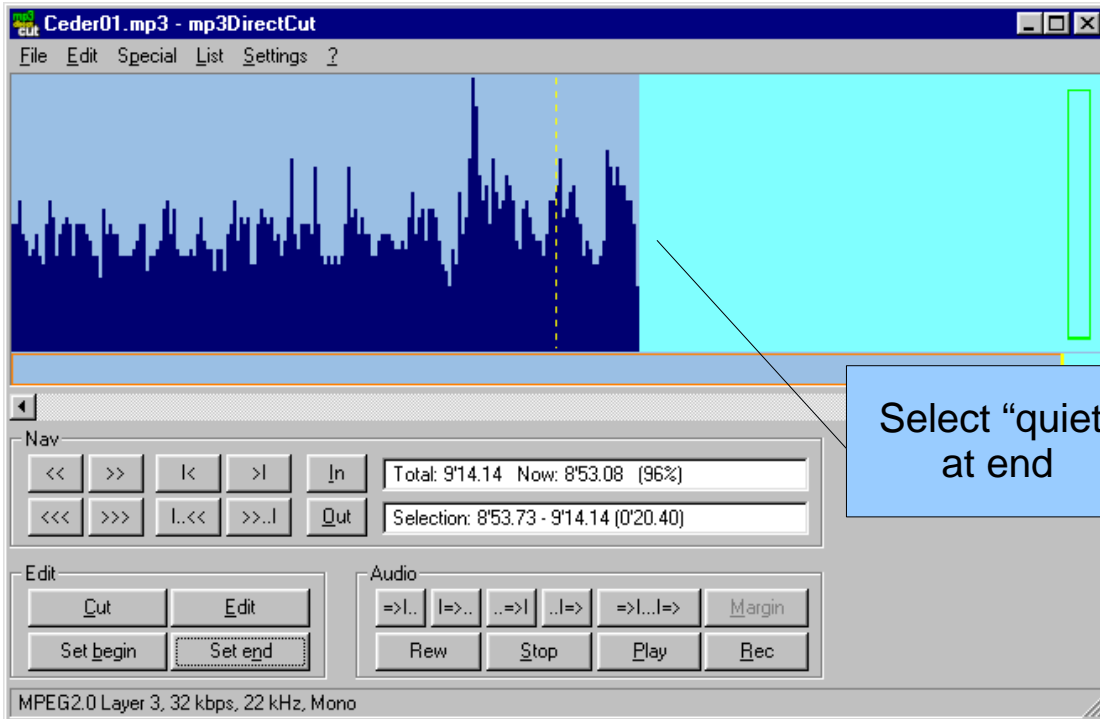 mp3 cut Ceder01.mp3 - mp3DirectCut
File Edit Special List Settings ?
Select “quiet
at end
Nav
<< >> I< >I In Total: 9'14.14 Now: 8'53.08 (96%)
<<< >>> I..<< >>..I Out Selection: 8'53.73 - 9'14.14 (0'20.40)
Edit
Cut Edit
Set begin Set end
Audio
=>I.. I=>.. ..=>I ..I=> =>I...I=> Margin
Rew Stop Play Rec
MPEG2.0 Layer 3, 32 kbps, 22 kHz, Mono